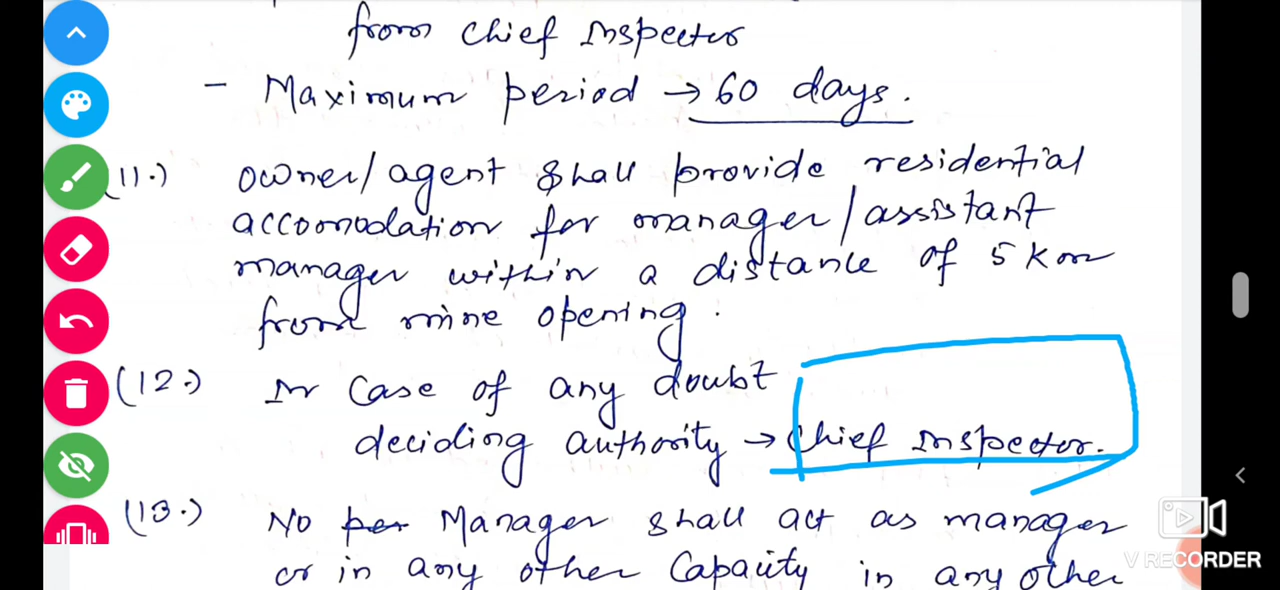 from Chief Inspector
- Maximum period → 60 days.
(11.) Owner/agent shall provide residential
accomodation for manager/assistant
manager within a distance of 5 km
from mine opening.
(12.) In Case of any doubt
deciding authority → Chief Inspector.
(13.) No per Manager shall act as manager
or in any other Capacity in any other
V RECORDER